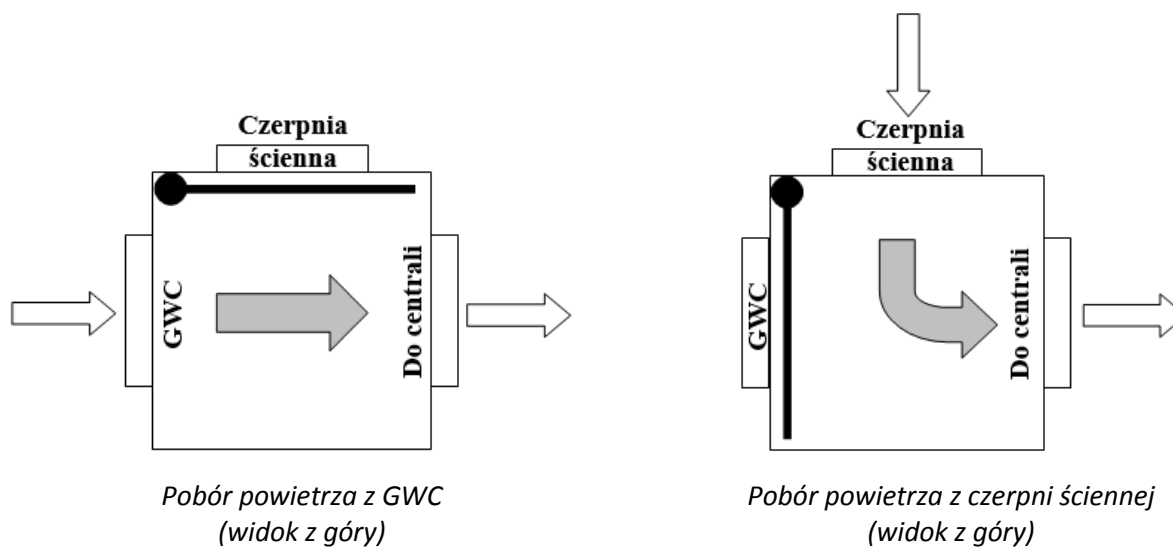 Czerpnia
ścienna
GWC
Do centrali
Pobór powietrza z GWC
(widok z góry)
Czerpnia
ścienna
GWC
Do centrali
Pobór powietrza z czerpni ściennej
(widok z góry)